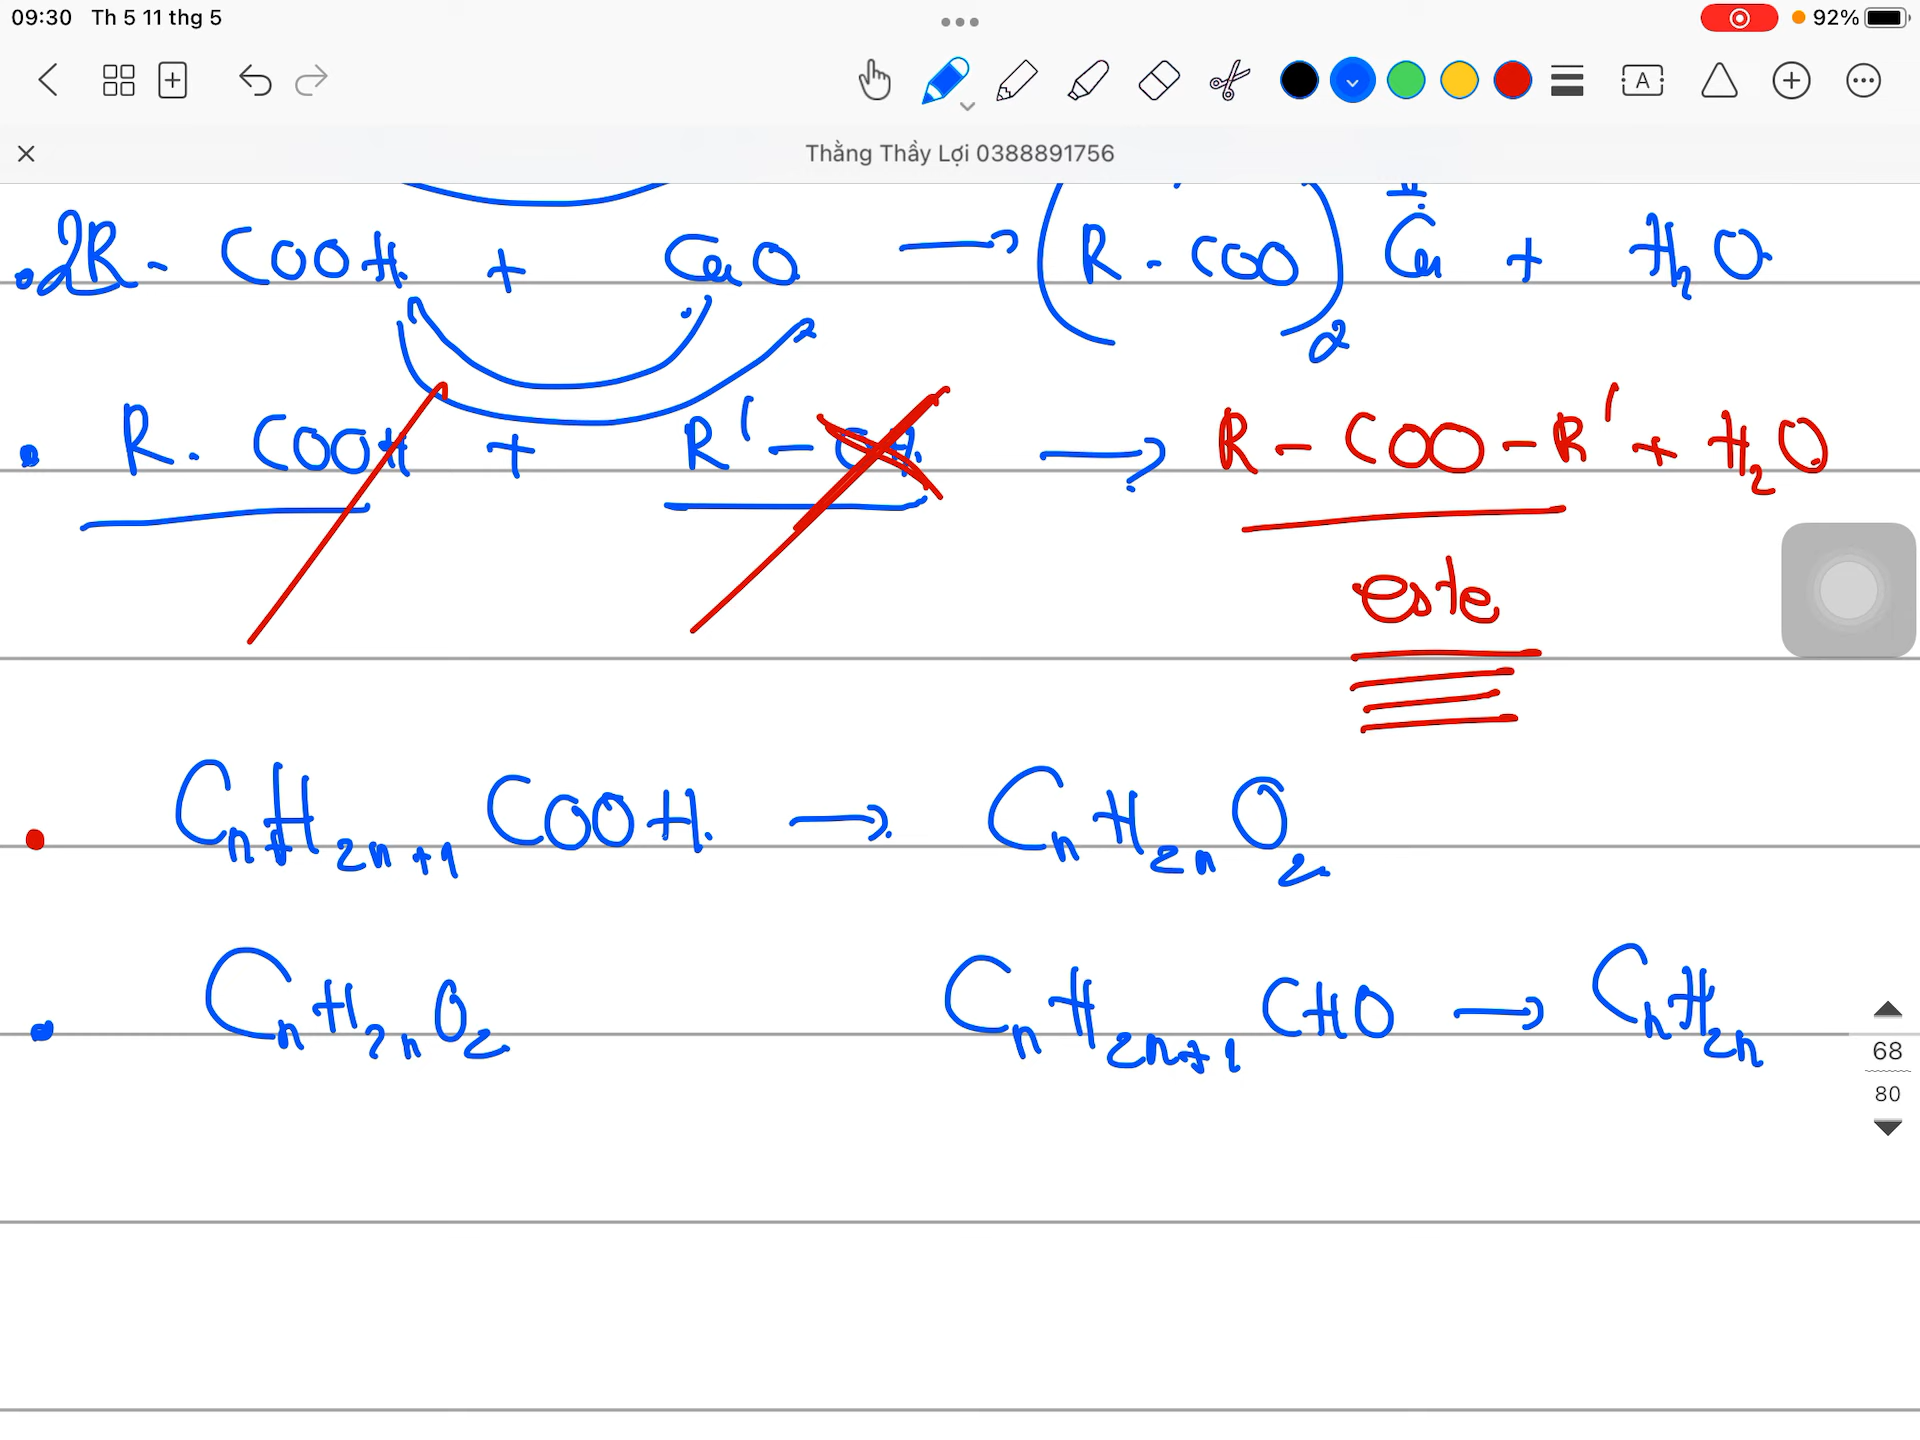 09:30 Th 5 11 thg 5
92%
A
Thằng Thầy Lợi 0388891756
2R - COOH + CuO → (R - COO)₂ Cu + H₂O
II
R - COOH + R' - OH → R - COO - R' + H₂O
este
CnH2n+1 COOH → CnH2nO2
CnH2nO2 CnH2n+1 CHO → CnH2n
68
80